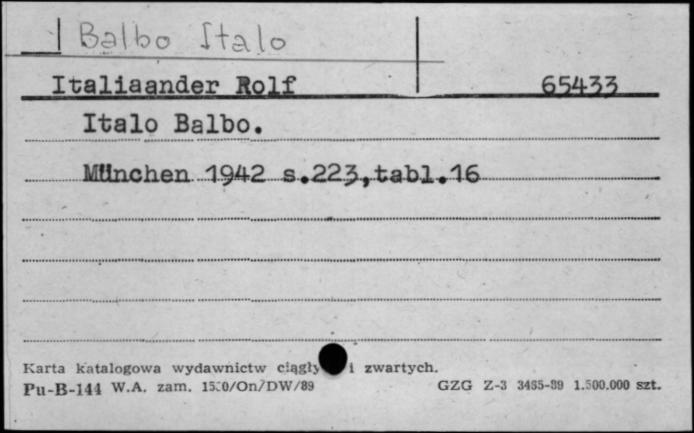 Balbo Italo
Italiaander Rolf 65433
Italo Balbo.
München 1942 s.223,tabl.16
Karta katalogowa wydawnictw ciągły i zwartych.
Pu-B-144 W.A. zam. /On/DW/89 GZG Z-3 3465-89 1.500.000 szt.